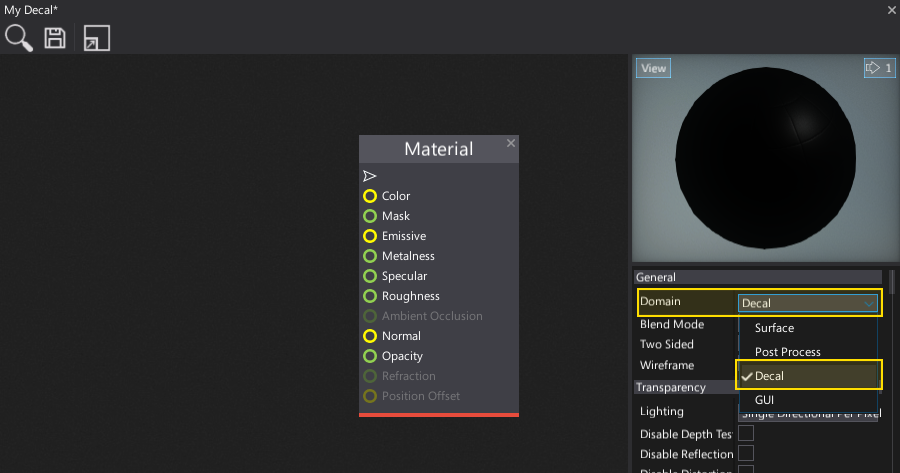 My Decal*
View
1
Material
Color
Mask
Emissive
Metalness
Specular
Roughness
Ambient Occlusion
Normal
Opacity
Refraction
Position Offset
General
Domain Decal
Blend Mode
Surface
Two Sided
Post Process
Wireframe
Decal
Transparency
GUI
Lighting Single Directional Per Pixel
Disable Depth Tes
Disable Reflection
Disable Distortion